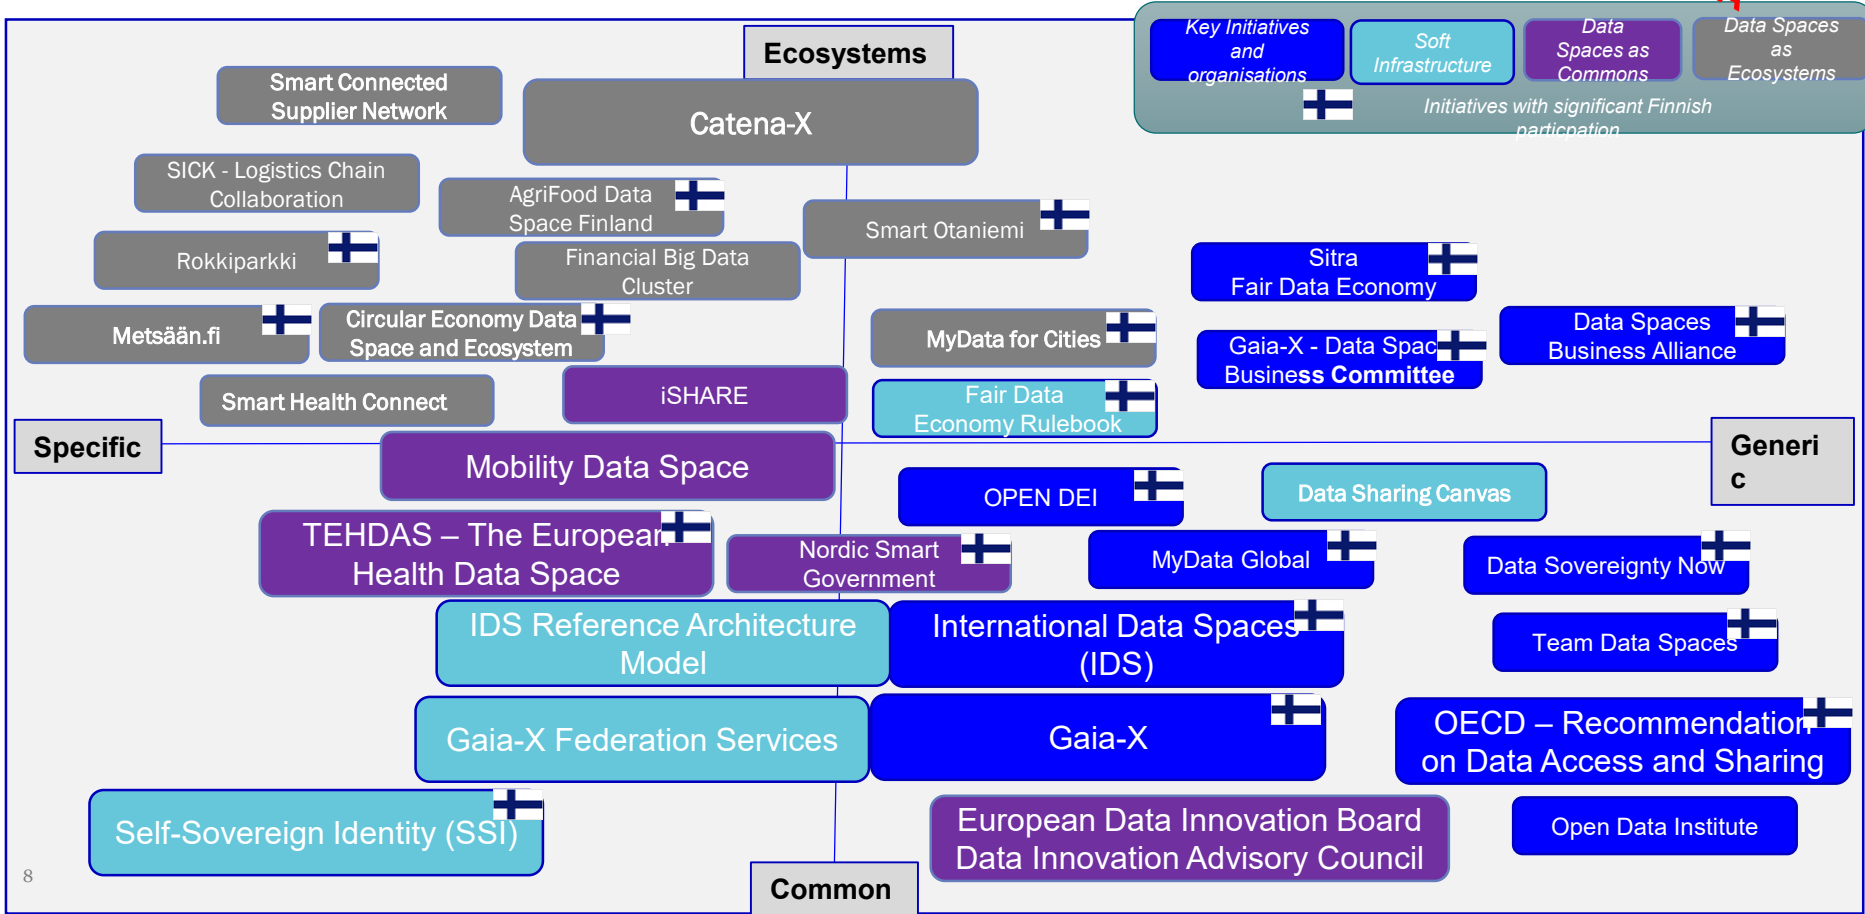 Ecosystems
Key Initiatives
and
organisations
Soft
Infrastructure
Data
Spaces as
Commons
Data Spaces
as
Ecosystems
Initiatives with significant Finnish
particpation
Smart Connected
Supplier Network
Catena-X
SICK - Logistics Chain
Collaboration
AgriFood Data
Space Finland
Smart Otaniemi
Rokkiparkki
Financial Big Data
Cluster
Sitra
Fair Data Economy
Metsään.fi
Circular Economy Data
Space and Ecosystem
MyData for Cities
Gaia-X - Data Spac
Business Committee
Data Spaces
Business Alliance
Smart Health Connect
iSHARE
Fair Data
Economy Rulebook
Specific
Generi
c
Mobility Data Space
OPEN DEI
Data Sharing Canvas
TEHDAS – The European
Health Data Space
Nordic Smart
Government
MyData Global
Data Sovereignty Now
IDS Reference Architecture
Model
International Data Spaces
(IDS)
Team Data Spaces
Gaia-X Federation Services
Gaia-X
OECD – Recommendation
on Data Access and Sharing
Self-Sovereign Identity (SSI)
European Data Innovation Board
Data Innovation Advisory Council
Open Data Institute
8
Common